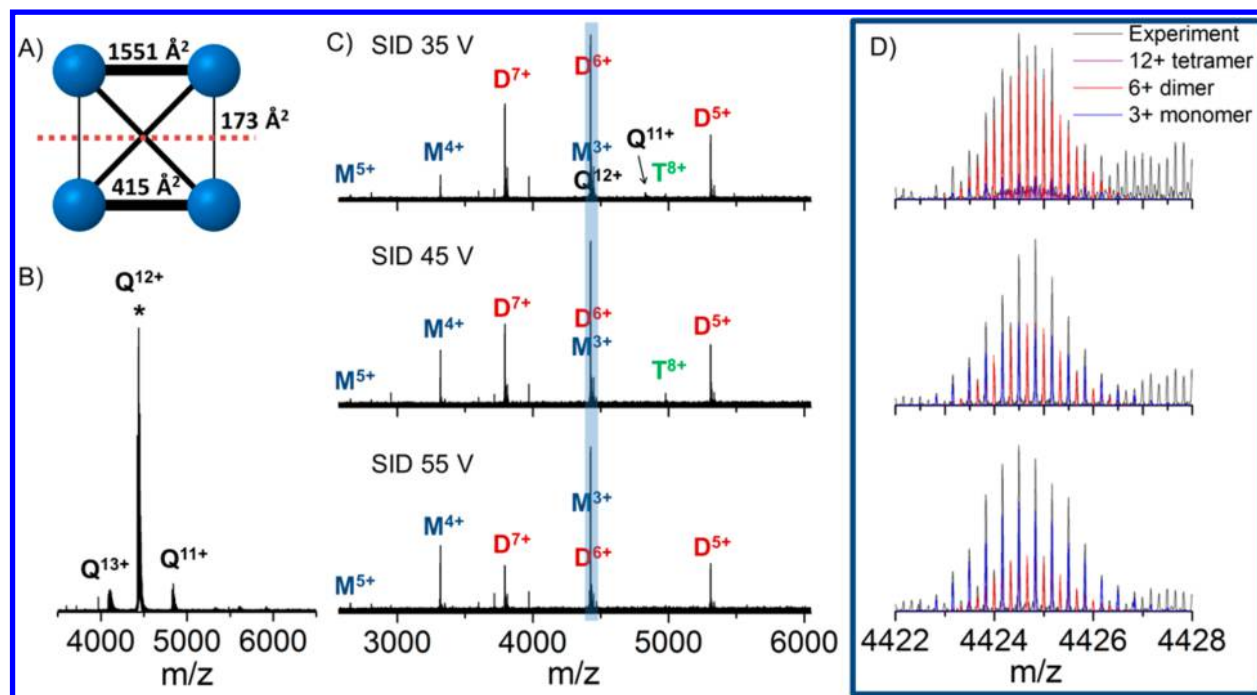 A)
1551 Å²
173 Å²
415 Å²
B)
Q¹²⁺
*
Q¹³⁺
Q¹¹⁺
4000 5000 6000
m/z
C)
SID 35 V
D⁶⁺
D⁷⁺
D⁵⁺
Q¹¹⁺
M³⁺
M⁴⁺
T⁸⁺
M⁵⁺
Q¹²⁺
SID 45 V
D⁷⁺
D⁶⁺
D⁵⁺
M⁴⁺
M³⁺
T⁸⁺
M⁵⁺
SID 55 V
M³⁺
M⁴⁺
D⁷⁺
D⁶⁺
D⁵⁺
M⁵⁺
3000 4000 5000 6000
m/z
D)
Experiment
12+ tetramer
6+ dimer
3+ monomer
4422 4424 4426 4428
m/z